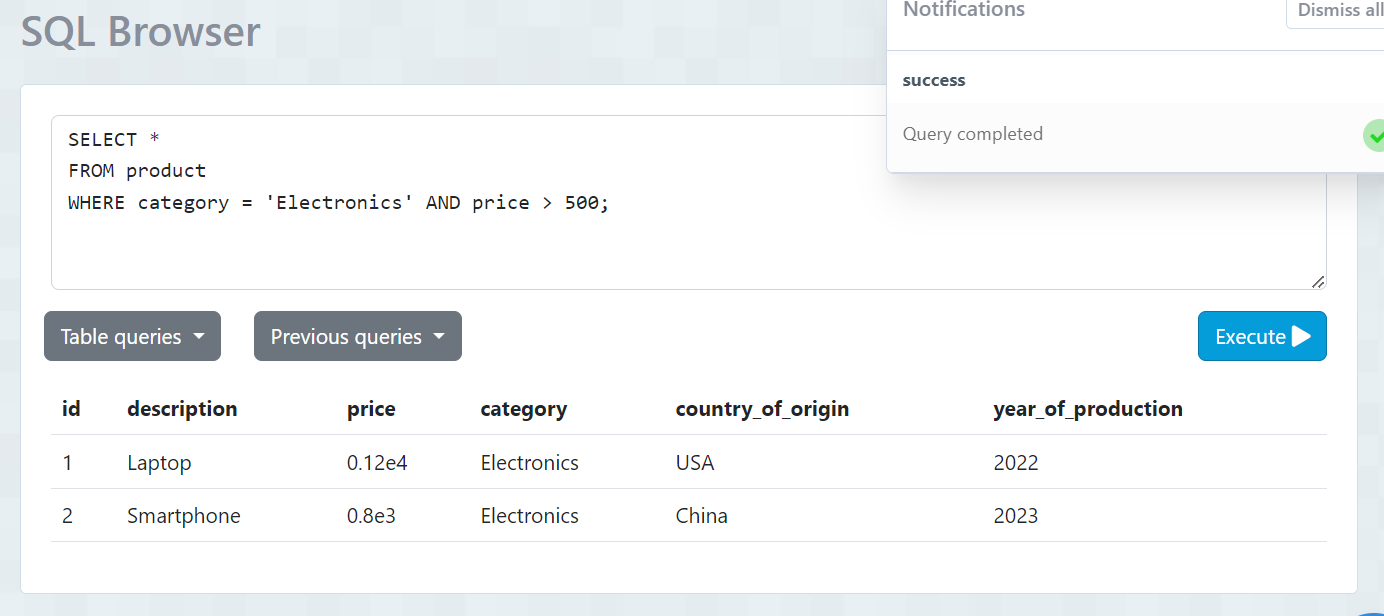 SQL Browser
Notifications
Dismiss all
success
Query completed
SELECT *
FROM product
WHERE category = 'Electronics' AND price > 500;
Table queries
Previous queries
Execute
id description price category country_of_origin year_of_production
1 Laptop 0.12e4 Electronics USA 2022
2 Smartphone 0.8e3 Electronics China 2023